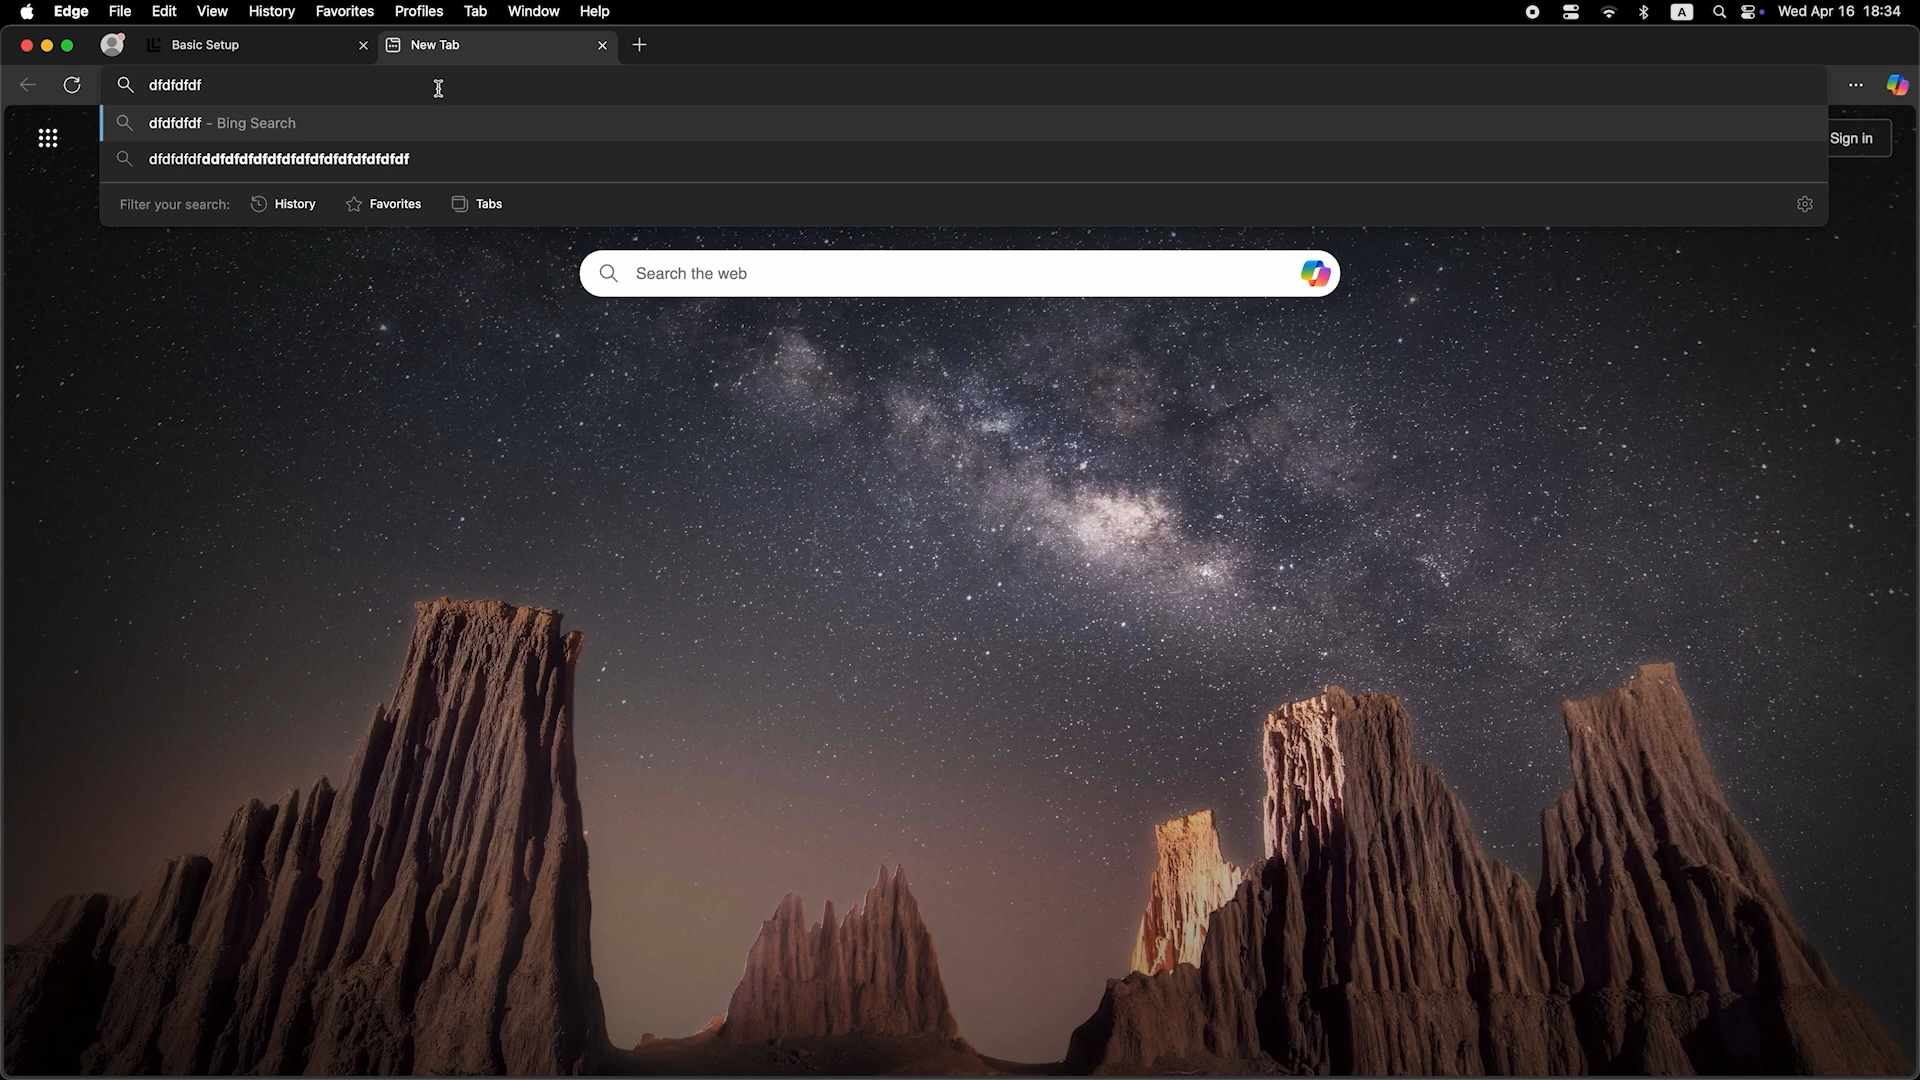 Edge File Edit View History Favorites Profiles Tab Window Help A Wed Apr 16 18:34
Basic Setup New Tab
dfdfdfdf
dfdfdfdf - Bing Search
dfdfdfdfddfdfdfdfdfdfdfdfdfdfdfdf
Sign in
Filter your search: History Favorites Tabs
Search the web